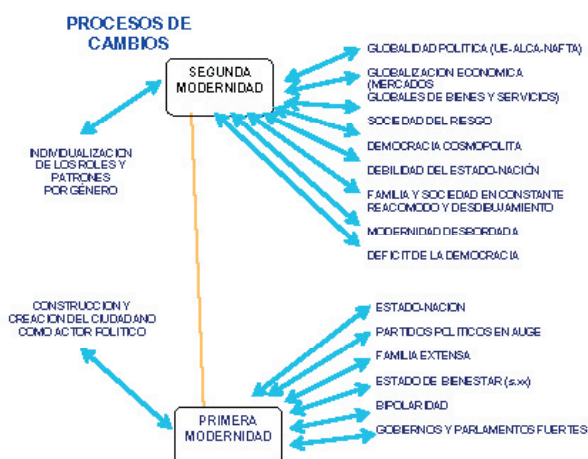 PROCESOS DE
CAMBIOS
SEGUNDA
MODERNIDAD
GLOBALIDAD POLITICA (UE-ALCA-NAFTA)
GLOBALIZACION ECONOMICA
(MERCADOS
GLOBALES DE BIENES Y SERVICIOS)
SOCIEDAD DEL RIESGO
DEMOCRACIA COSMOPOLITA
DEBILIDAD DEL ESTADO-NACIÓN
FAMILIA Y SOCIEDAD EN CONSTANTE
REACOMODO Y DESDIBUJAMIENTO
MODERNIDAD DESBORDADA
DEFICIT DE LA DEMOCRACIA
INDIVIDUALIZACION
DE LOS ROLES Y
PATRONES
POR GÉNERO
CONSTRUCCION Y
CREACION DEL CIUDADANO
COMO ACTOR POLITICO
ESTADO-NACION
PARTIDOS POLITICOS EN AUGE
FAMILIA EXTENSA
ESTADO DE BIENESTAR (s.xx)
BIPOLARIDAD
GOBIERNOS Y PARLAMENTOS FUERTES
PRIMERA
MODERNIDAD